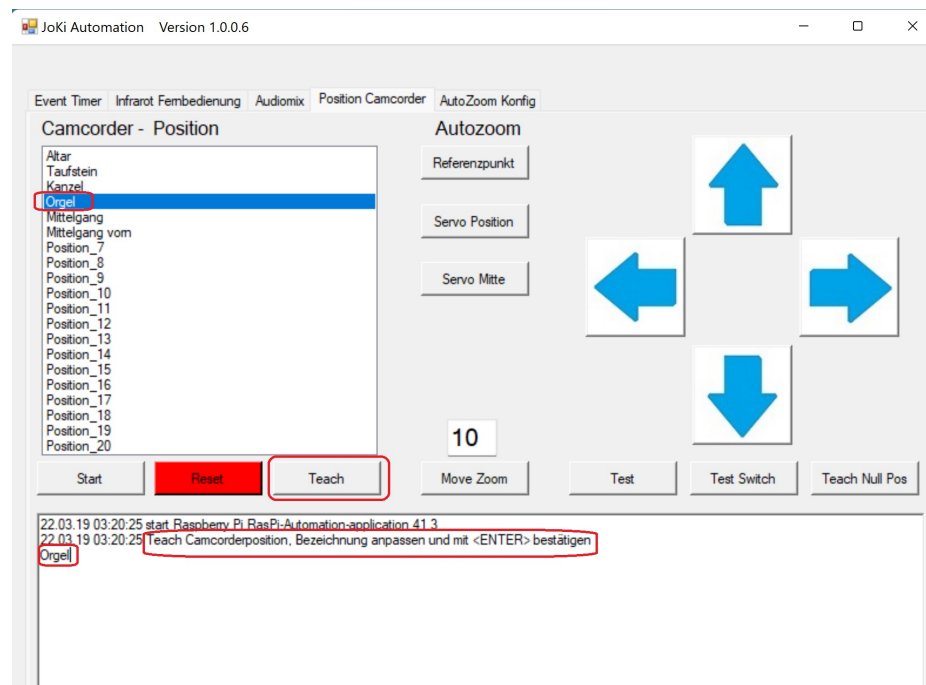 JoKi Automation Version 1.0.0.6
Event Timer Infrarot Fernbedienung Audiomix Position Camcorder AutoZoom Konfig
Camcorder - Position
Altar
Taufstein
Kanzel
Orgel
Mittelgang
Mittelgang vorn
Position_7
Position_8
Position_9
Position_10
Position_11
Position_12
Position_13
Position_14
Position_15
Position_16
Position_17
Position_18
Position_19
Position_20
Autozoom
Referenzpunkt
Servo Position
Servo Mitte
10
Start Reset Teach Move Zoom Test Test Switch Teach Null Pos
22.03.19 03:20:25 start Raspberry Pi RasPi-Automation-application 41.3
22.03.19 03:20:25 Teach Camcorderposition, Bezeichnung anpassen und mit <ENTER> bestätigen
Orgel